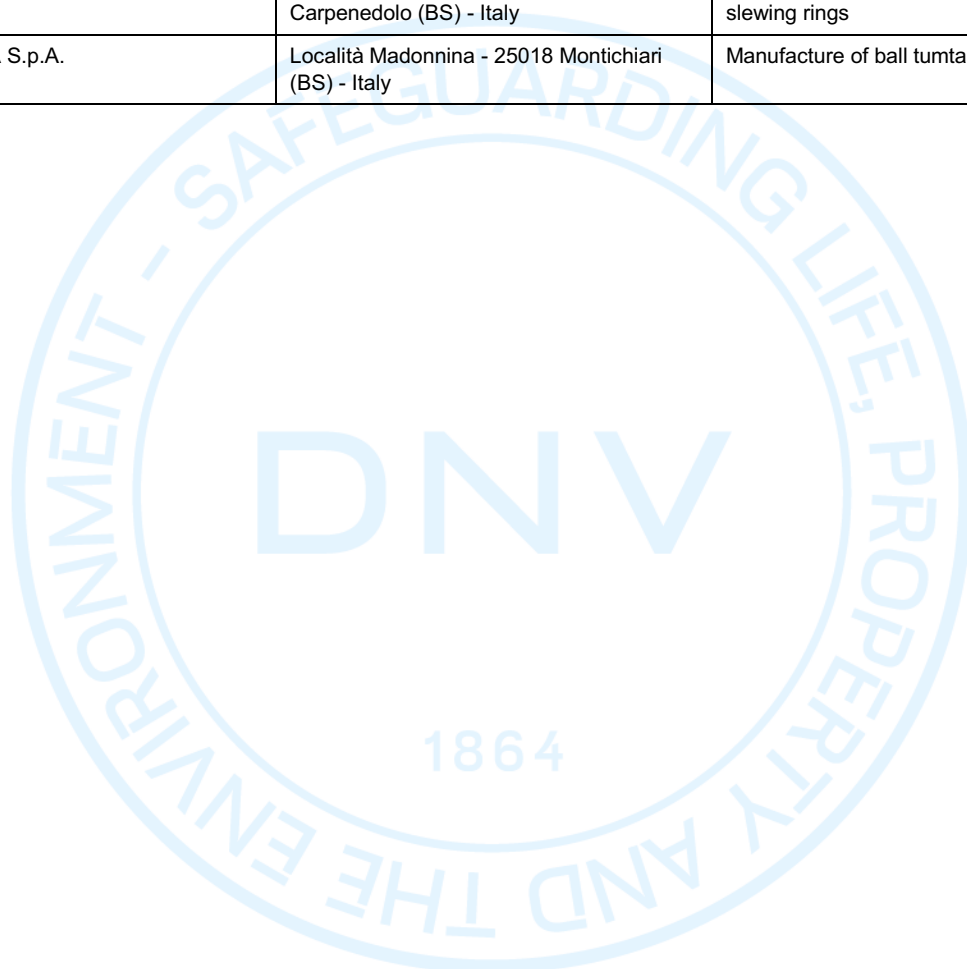 Carpenedolo (BS) - Italy
slewing rings
S.p.A.
Località Madonnina - 25018 Montichiari
(BS) - Italy
Manufacture of ball tumta
SAFEGUARDING LIFE, PROPERTY AND THE ENVIRONMENT -
DNV
1864